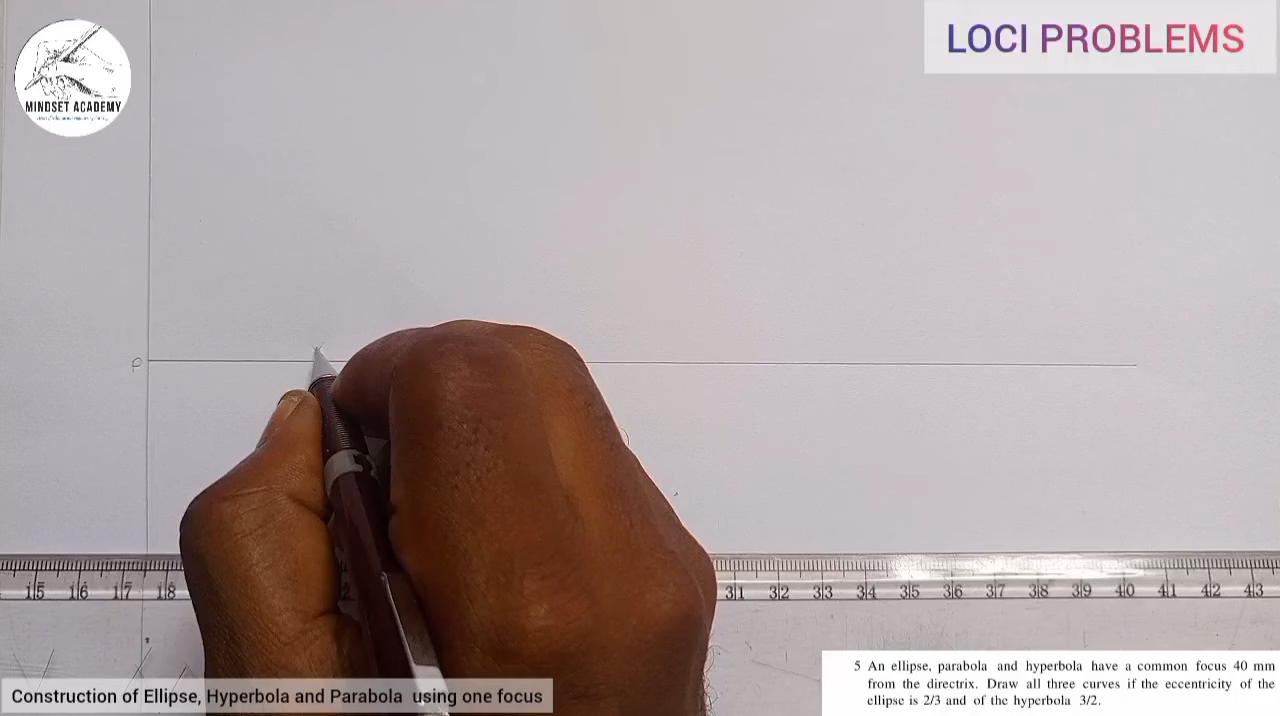 LOCI PROBLEMS
MINDSET ACADEMY
P
15 16 17 18 31 32 33 34 35 36 37 38 39 40 41 42 43
5 An ellipse, parabola and hyperbola have a common focus 40 mm
from the directrix. Draw all three curves if the eccentricity of the
ellipse is 2/3 and of the hyperbola 3/2.
Construction of Ellipse, Hyperbola and Parabola using one focus